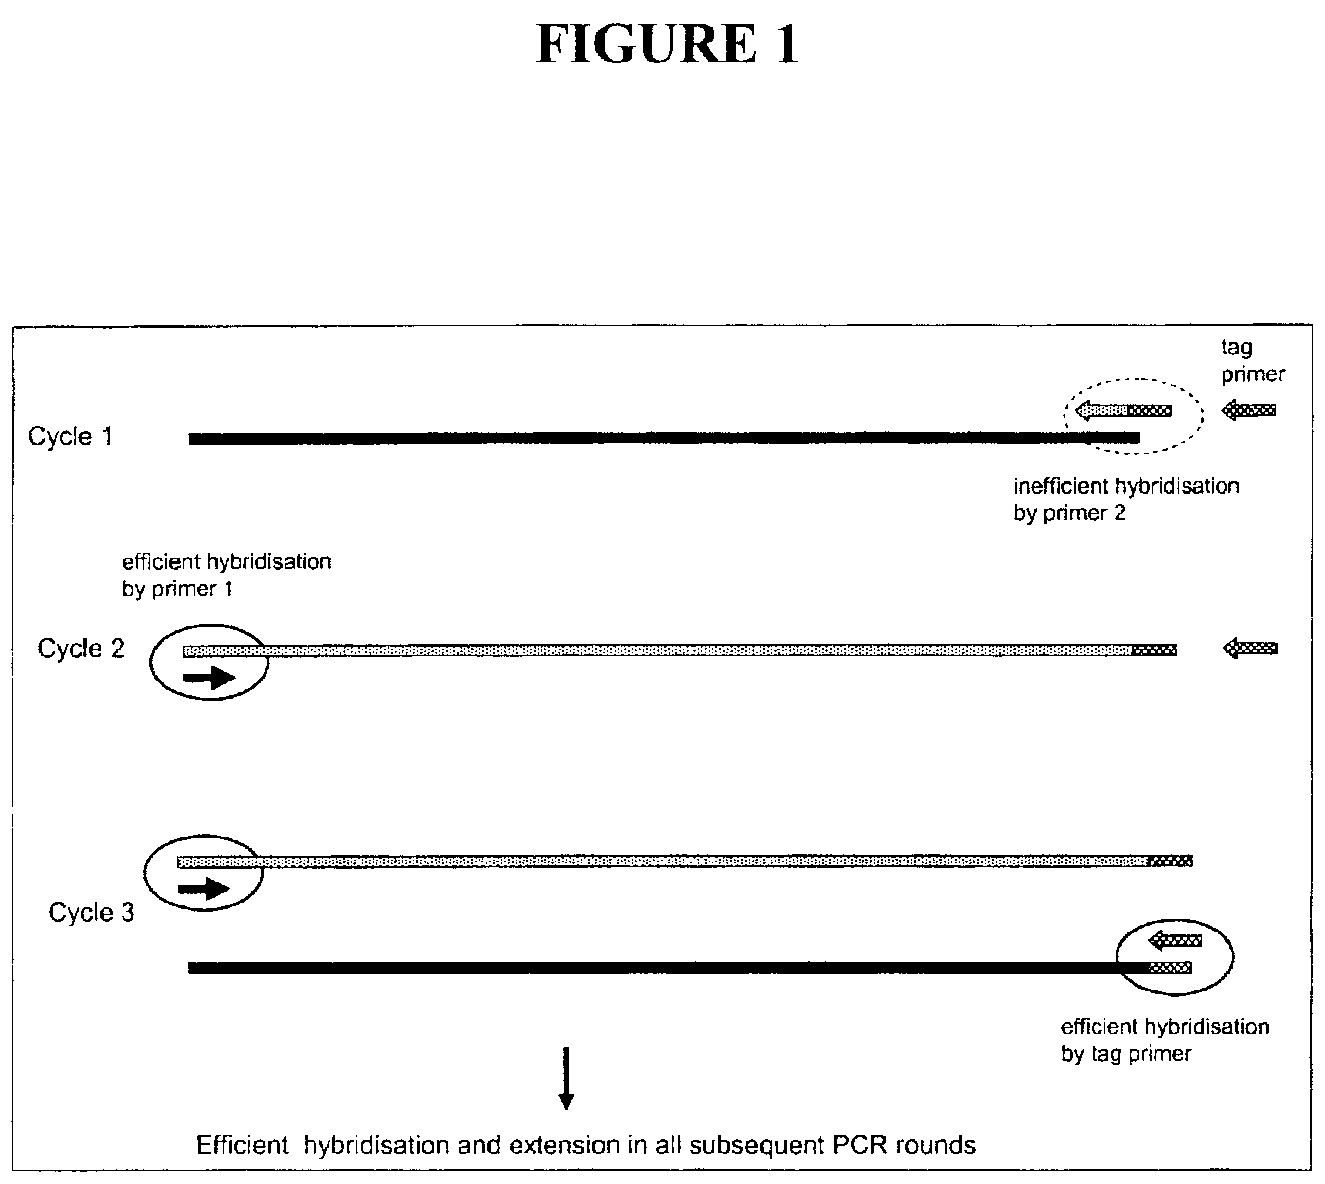 FIGURE 1
tag
primer
Cycle 1
inefficient hybridisation
by primer 2
efficient hybridisation
by primer 1
Cycle 2
Cycle 3
efficient hybridisation
by tag primer
Efficient hybridisation and extension in all subsequent PCR rounds